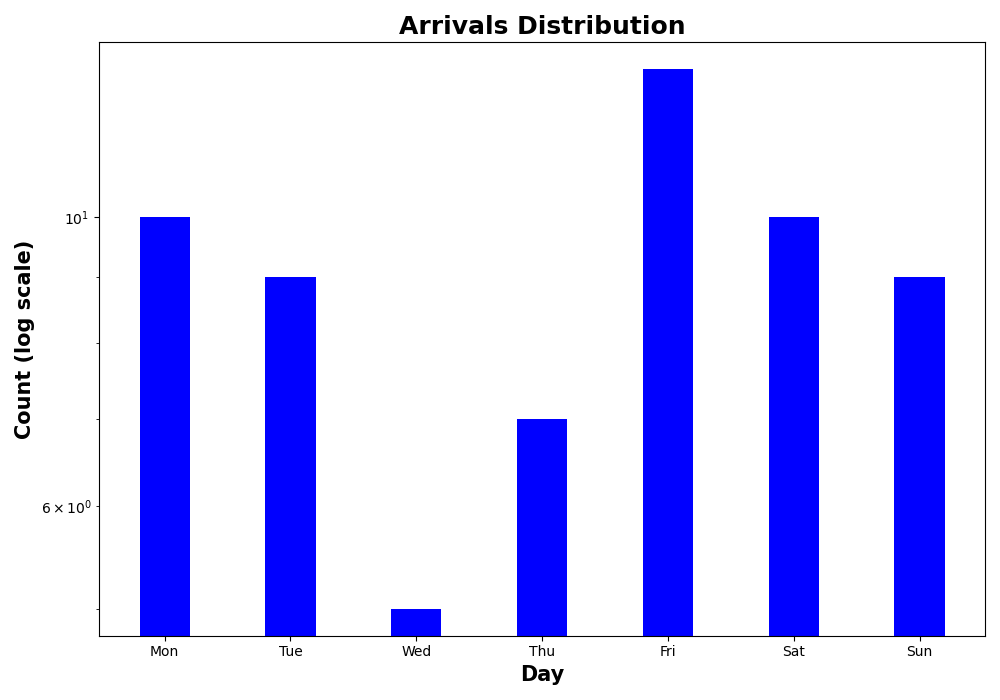 Arrivals Distribution
Count (log scale)
10¹
6 × 10⁰
Mon Tue Wed Thu Fri Sat Sun
Day